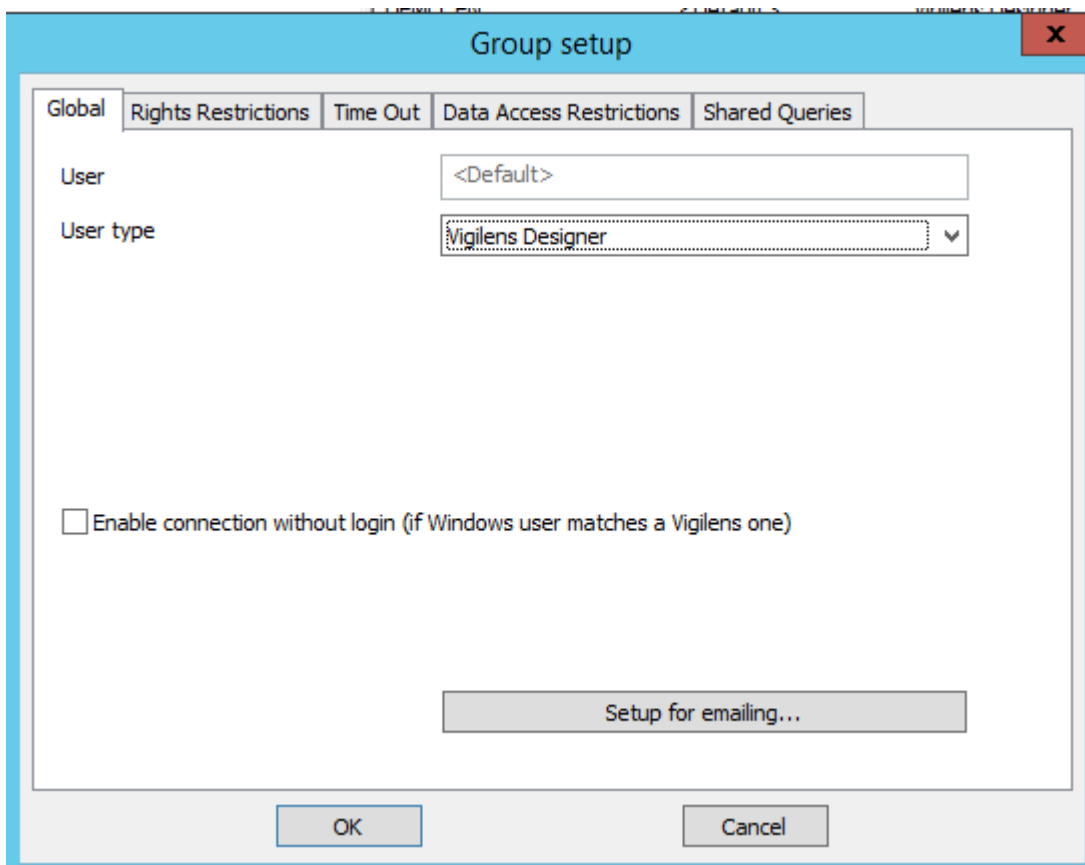 Group setup
x
Global Rights Restrictions Time Out Data Access Restrictions Shared Queries
User <Default>
User type Vigilens Designer
Enable connection without login (if Windows user matches a Vigilens one)
Setup for emailing...
OK Cancel